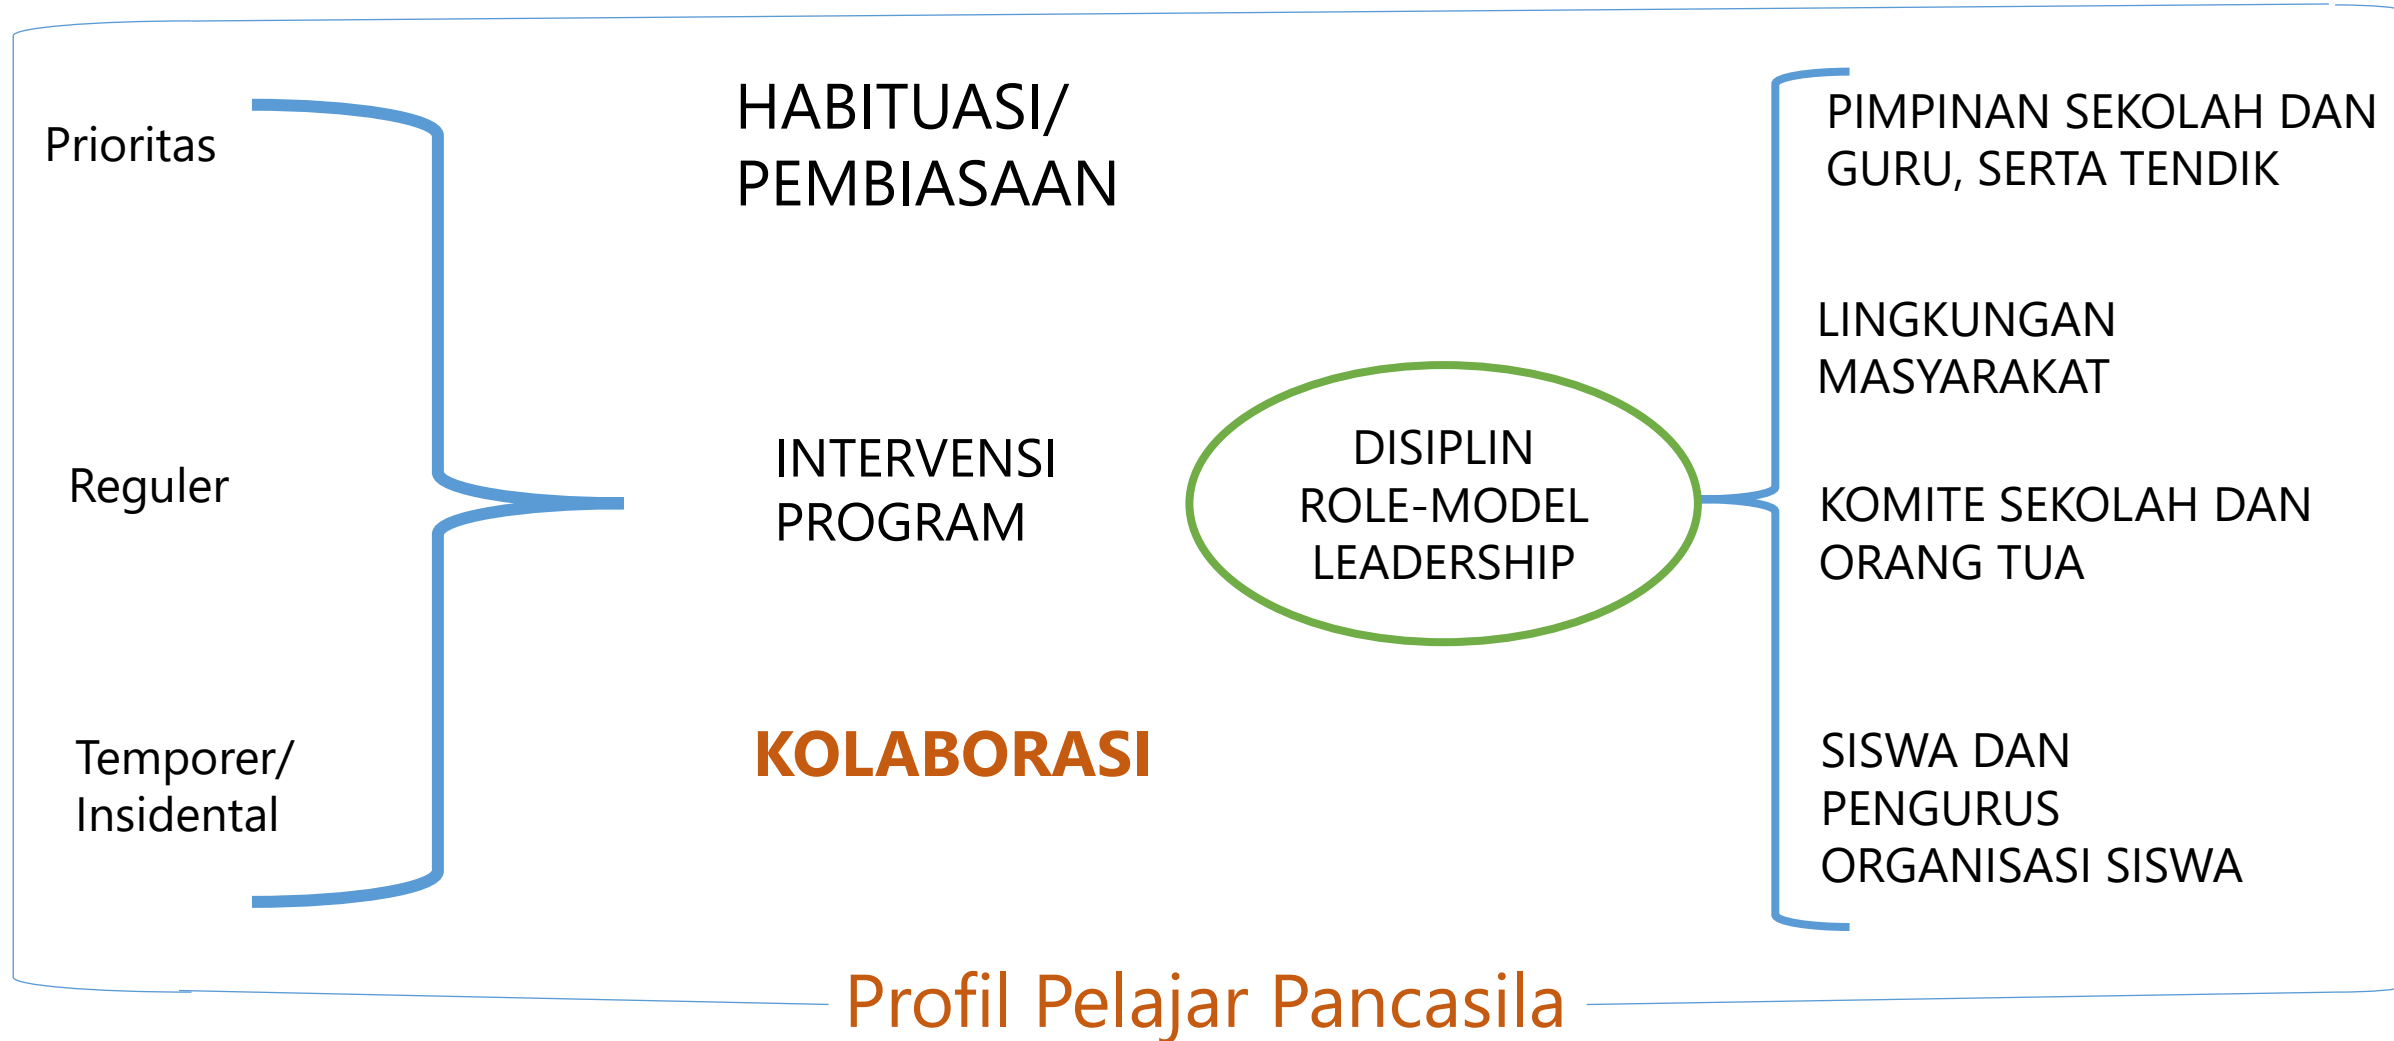 Prioritas
Reguler
Temporer/
Insidental
HABITUASI/
PEMBIASAAN
INTERVENSI
PROGRAM
KOLABORASI
DISIPLIN
ROLE-MODEL
LEADERSHIP
PIMPINAN SEKOLAH DAN
GURU, SERTA TENDIK
LINGKUNGAN
MASYARAKAT
KOMITE SEKOLAH DAN
ORANG TUA
SISWA DAN
PENGURUS
ORGANISASI SISWA
Profil Pelajar Pancasila